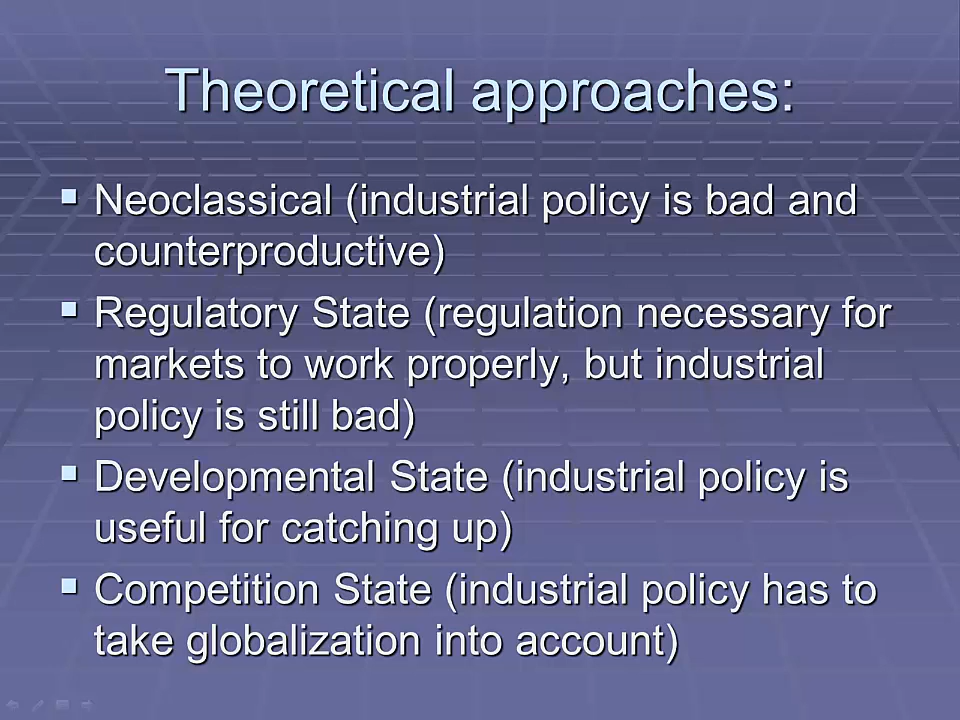 Theoretical approaches:
▪ Neoclassical (industrial policy is bad and
counterproductive)
▪ Regulatory State (regulation necessary for
markets to work properly, but industrial
policy is still bad)
▪ Developmental State (industrial policy is
useful for catching up)
▪ Competition State (industrial policy has to
take globalization into account)